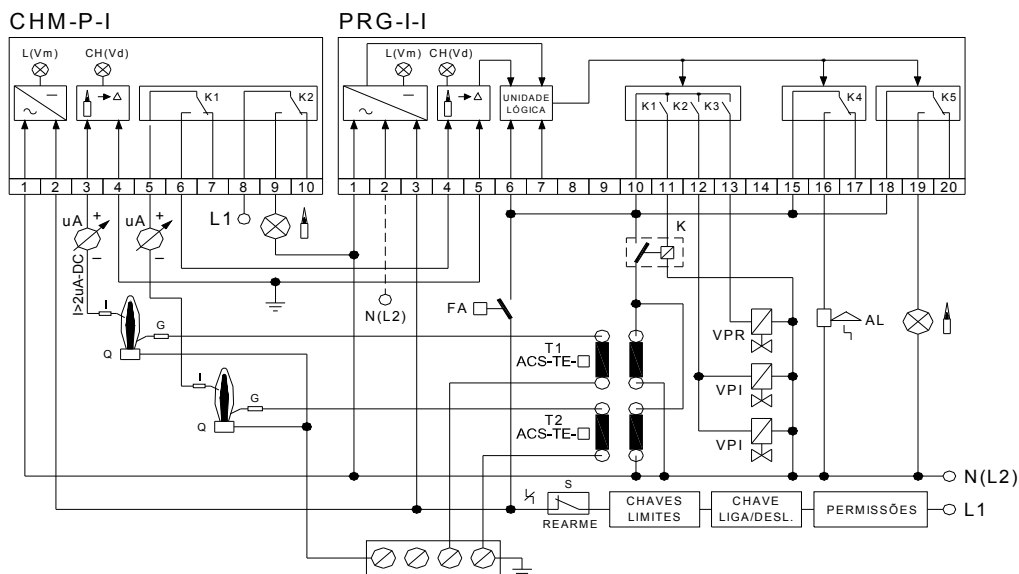 CHM-P-I PRG-I-I
L(Vm) CH(Vd) L(Vm) CH(Vd)
K1 K2 UNIDADE LÓGICA K1 K2 K3 K4 K5
1 2 3 4 5 6 7 8 9 10 1 2 3 4 5 6 7 8 9 10 11 12 13 14 15 16 17 18 19 20
uA + uA + L1 K
– –
I>2uA-DC
N(L2) FA AL
I G T1 VPR
Q ACS-TE-□
I G VPI
Q T2
ACS-TE-□ VPI
N(L2)
S CHAVES CHAVE PERMISSÕES L1
REARME LIMITES LIGA/DESL.